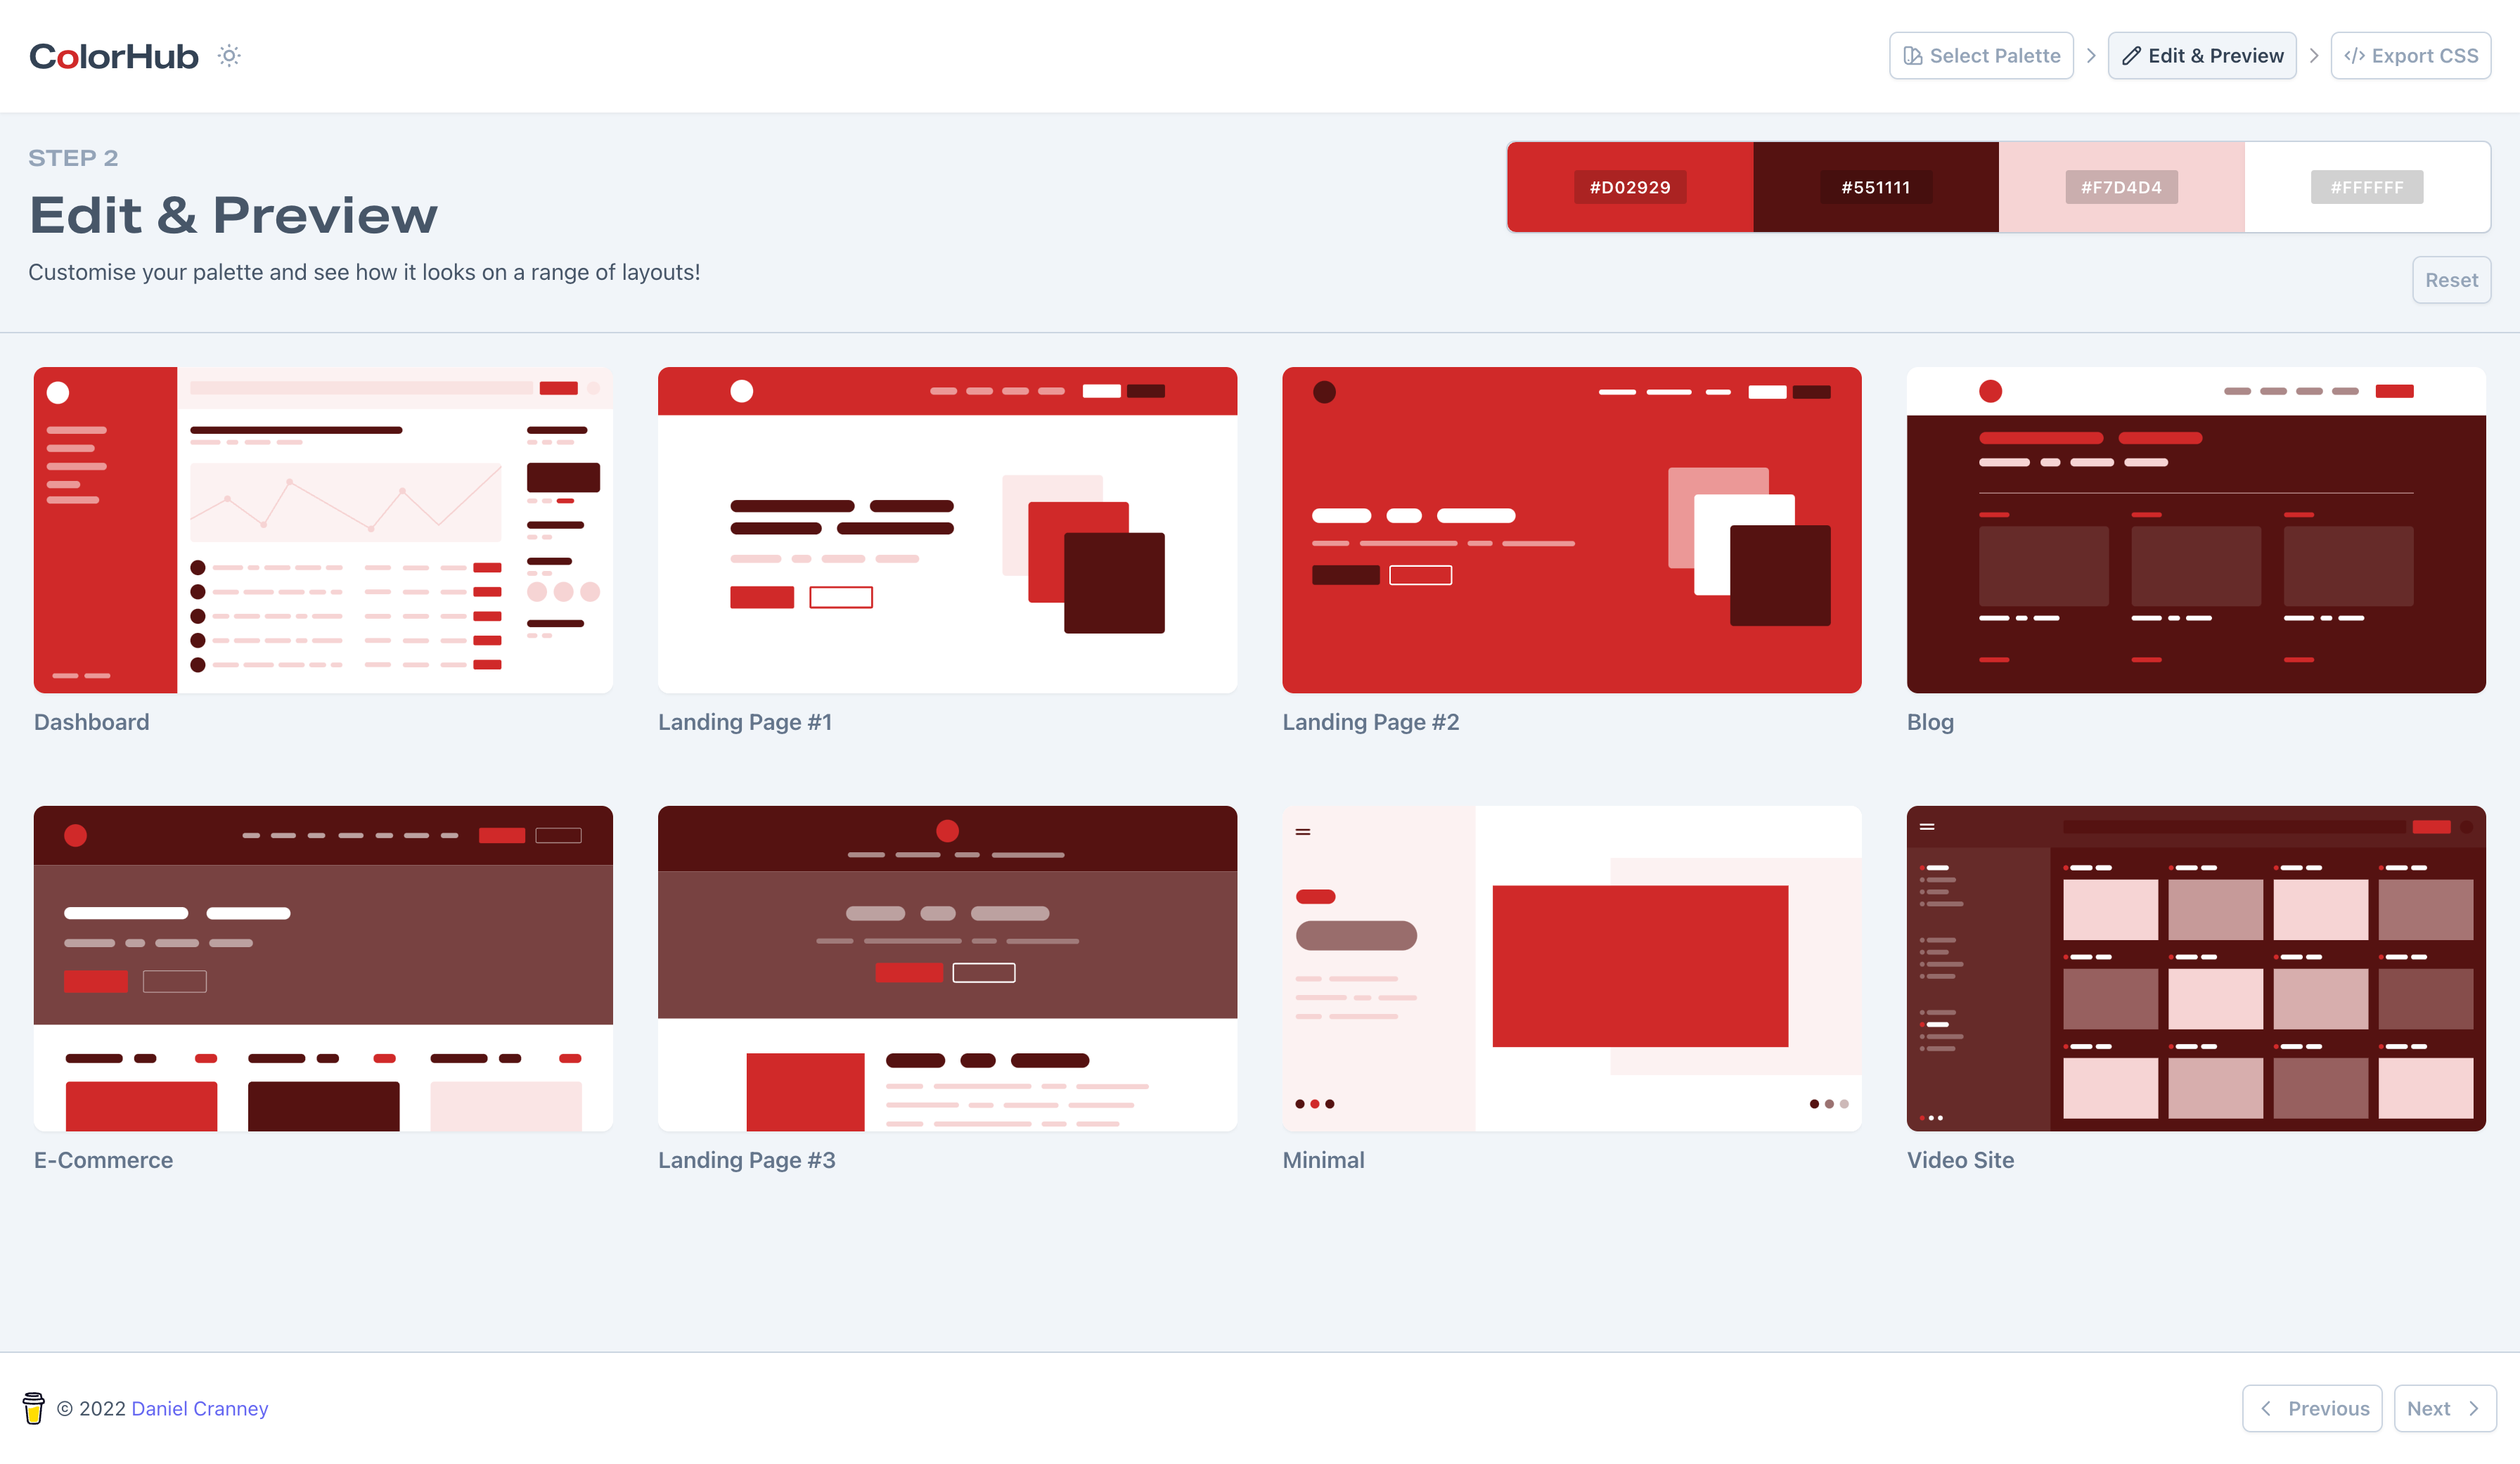 ColorHub
Select Palette
Edit & Preview
</> Export CSS
STEP 2
Edit & Preview
Customise your palette and see how it looks on a range of layouts!
#D02929
#551111
#F7D4D4
#FFFFFF
Reset
Dashboard
Landing Page #1
Landing Page #2
Blog
E-Commerce
Landing Page #3
Minimal
Video Site
© 2022 Daniel Cranney
Previous
Next